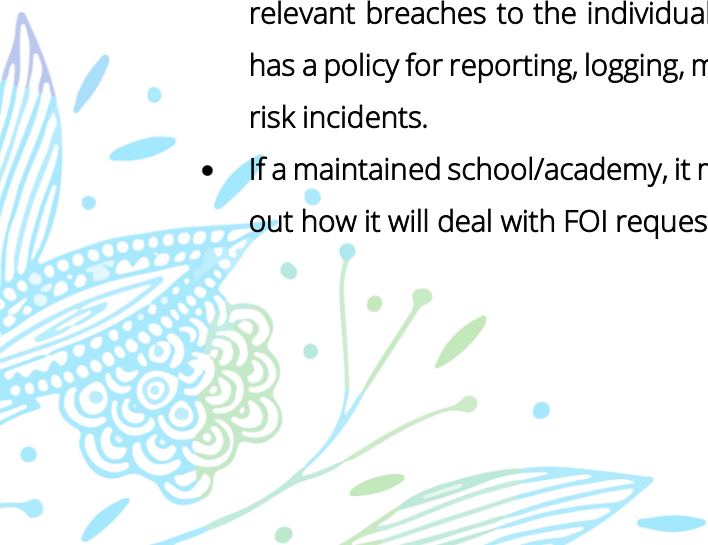 relevant breaches to the individual
has a policy for reporting, logging,
risk incidents.
• If a maintained school/academy, it
out how it will deal with FOI